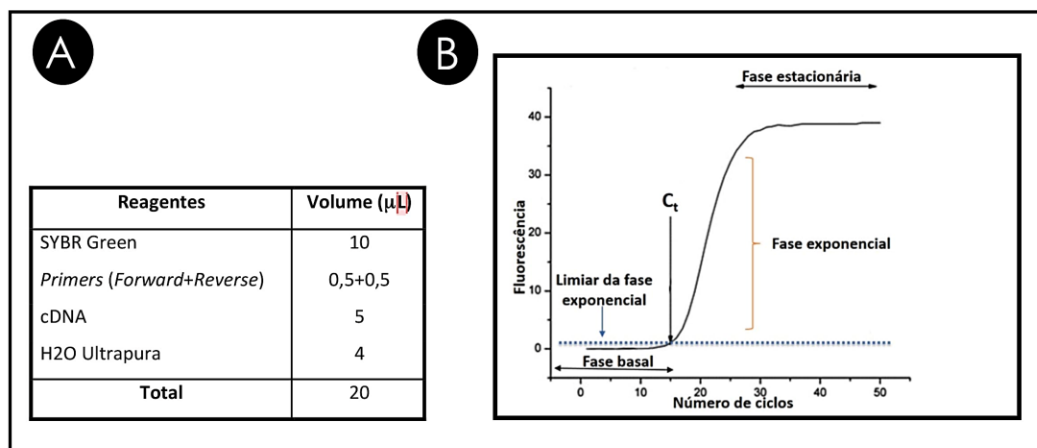 A
B
Reagentes Volume (μL)
SYBR Green 10
Primers (Forward+Reverse) 0,5+0,5
cDNA 5
H2O Ultrapura 4
Total 20
Fase estacionária
40
30
20
10
0
Fluorescência
Ct
Fase exponencial
Limiar da fase
exponencial
Fase basal
0 10 20 30 40 50
Número de ciclos